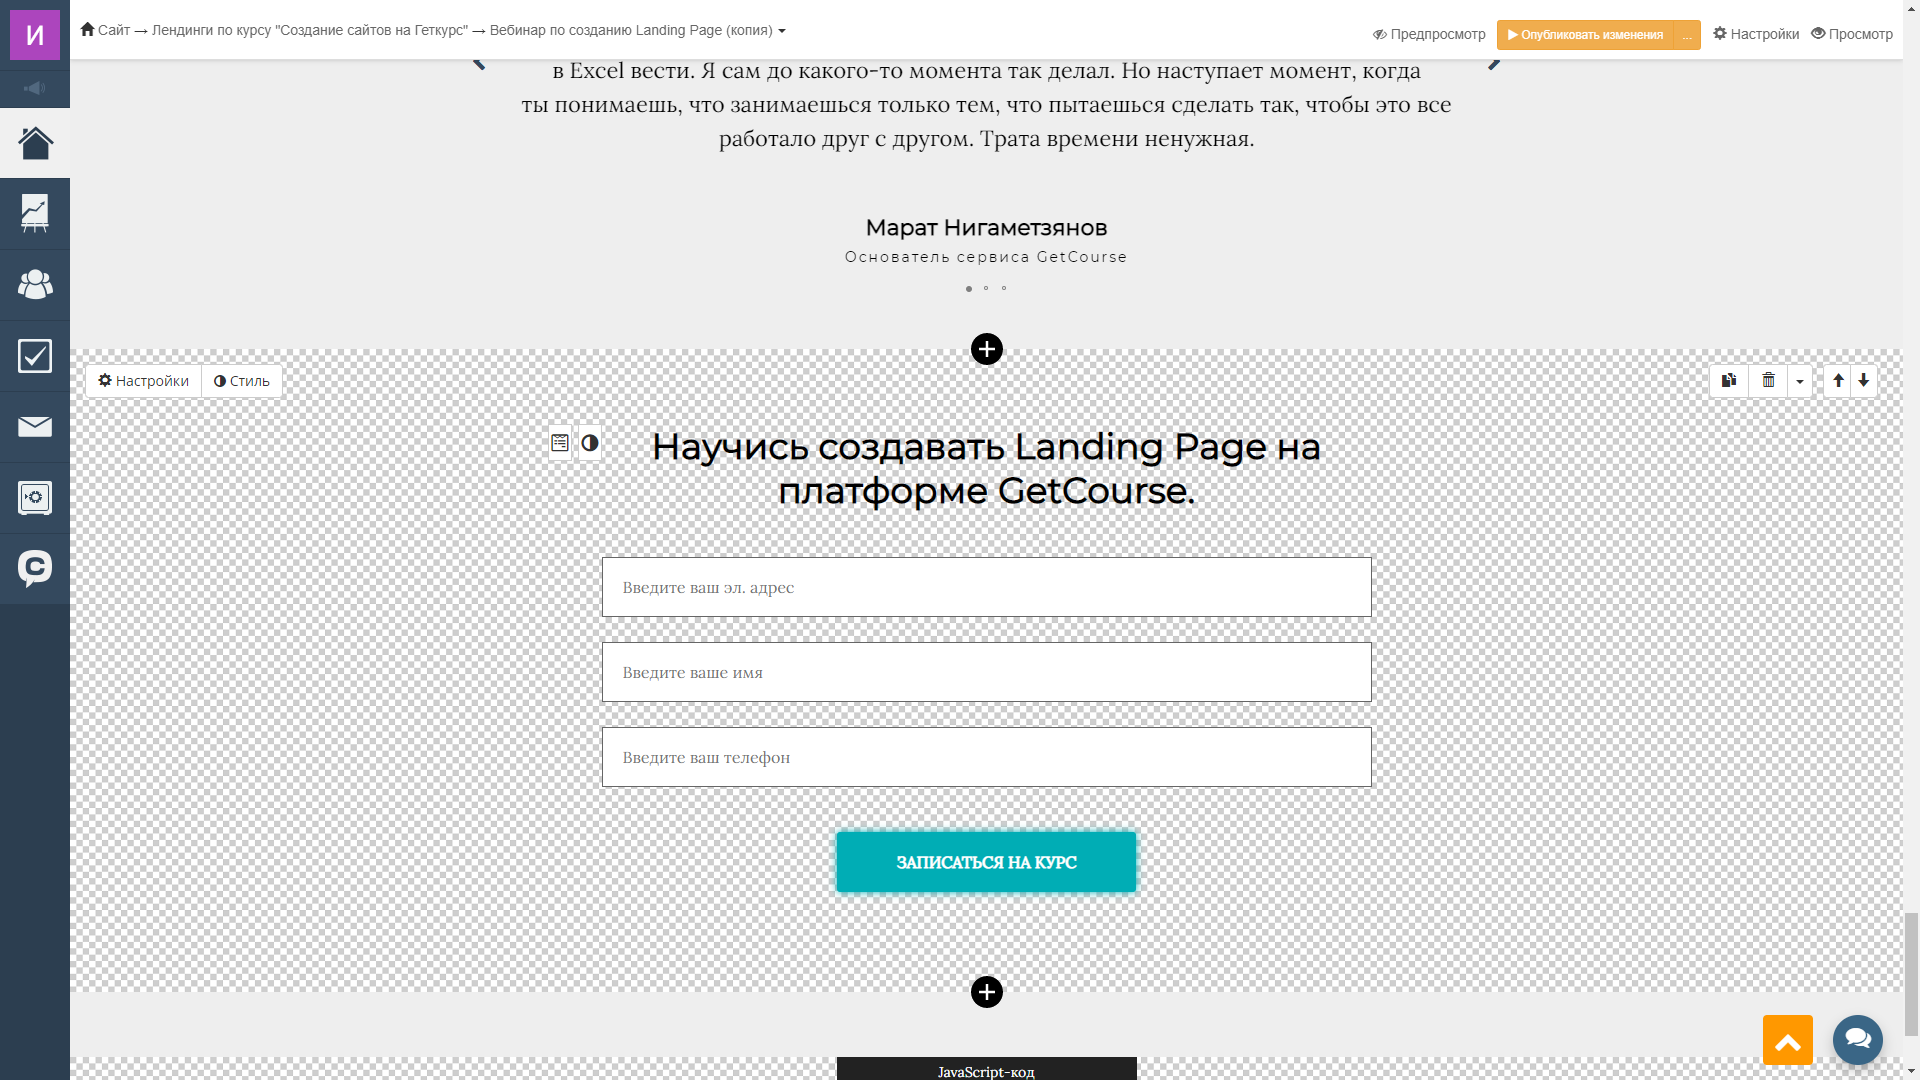 И
Сайт → Лендинги по курсу "Создание сайтов на Геткурс" → Вебинар по созданию Landing Page (копия)
Предпросмотр
Опубликовать изменения
...
Настройки
Просмотр
в Excel вести. Я сам до какого-то момента так делал. Но наступает момент, когда
ты понимаешь, что занимаешься только тем, что пытаешься сделать так, чтобы это все
работало друг с другом. Трата времени ненужная.
Марат Нигаметзянов
Основатель сервиса GetCourse
Настройки
Стиль
Научись создавать Landing Page на
платформе GetCourse.
Введите ваш эл. адрес
Введите ваше имя
Введите ваш телефон
ЗАПИСАТЬСЯ НА КУРС
JavaScript-код